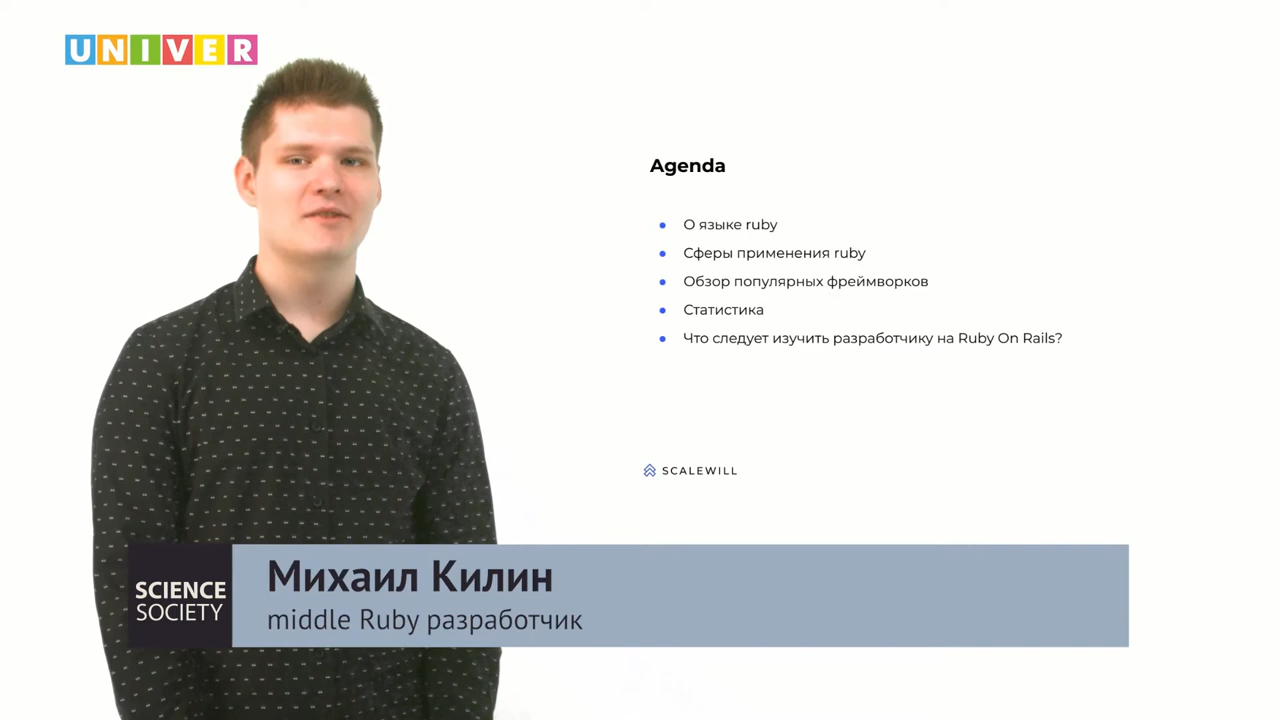 UNIVER
Agenda
О языке ruby
Сферы применения ruby
Обзор популярных фреймворков
Статистика
Что следует изучить разработчику на Ruby On Rails?
SCALEWILL
SCIENCE
SOCIETY
Михаил Килин
middle Ruby разработчик